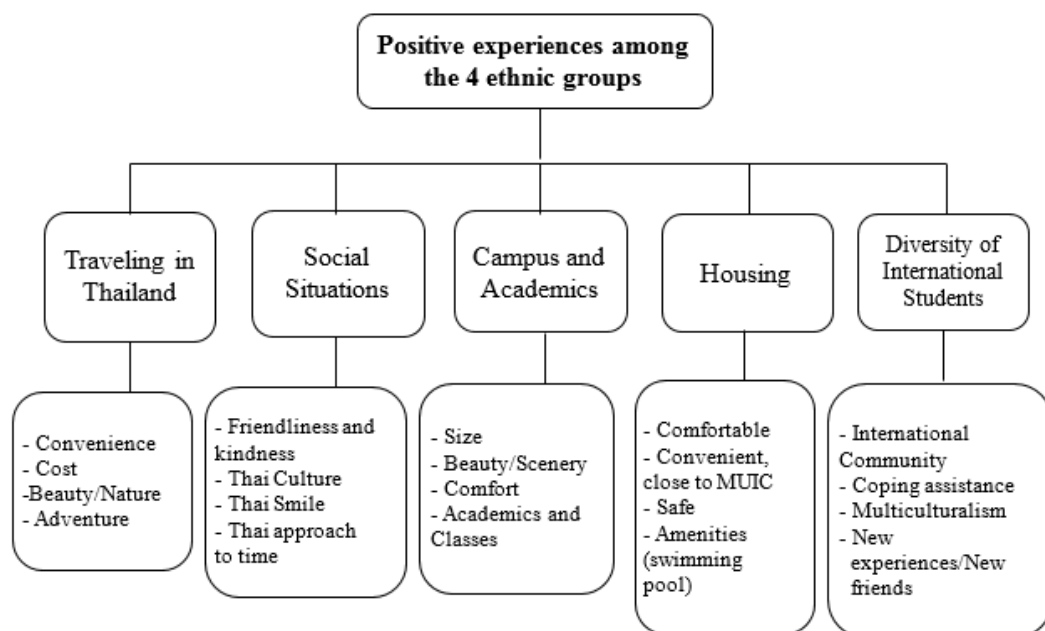 Positive experiences among
the 4 ethnic groups
Traveling in
Thailand
Social
Situations
Campus and
Academics
Housing
Diversity of
International
Students
- Convenience
- Cost
-Beauty/Nature
- Adventure
- Friendliness and
kindness
- Thai Culture
- Thai Smile
- Thai approach
to time
- Size
- Beauty/Scenery
- Comfort
- Academics and
Classes
- Comfortable
- Convenient,
close to MUIC
- Safe
- Amenities
(swimming
pool)
- International
Community
- Coping assistance
- Multiculturalism
- New
experiences/New
friends